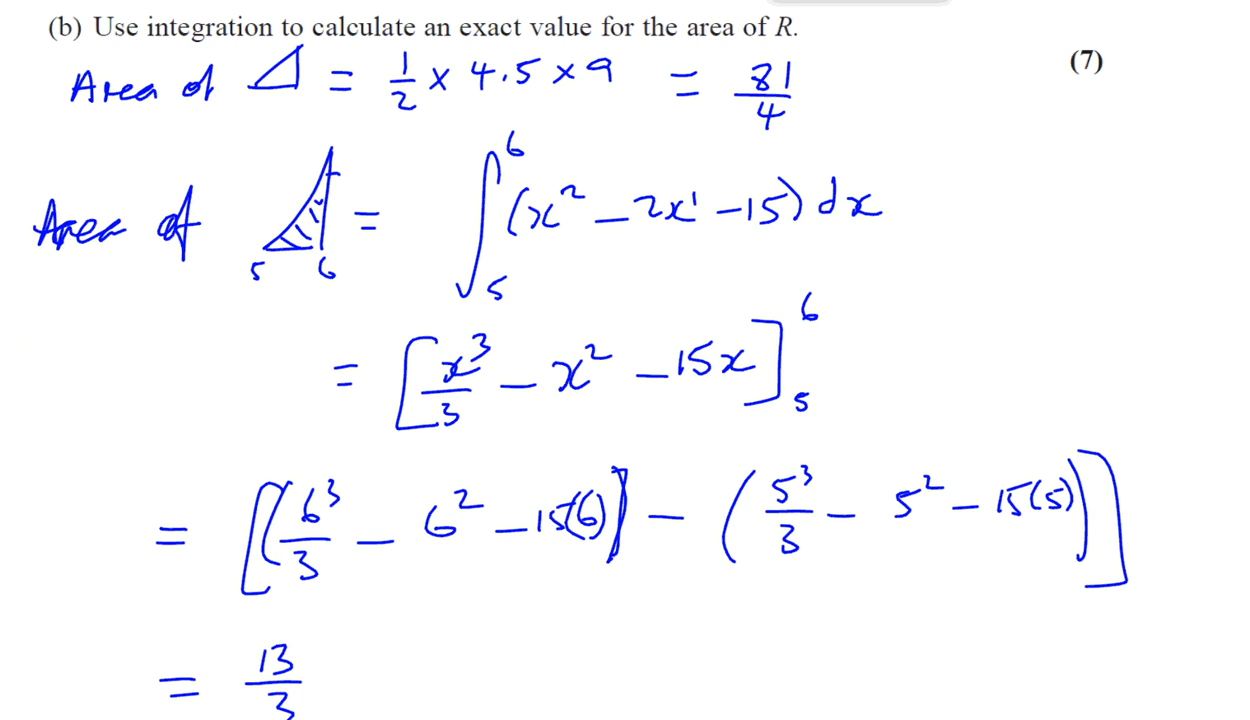 (b) Use integration to calculate an exact value for the area of R.
(7)
Area of △ = 1/2 × 4.5 × 9 = 81/4
Area of △ 5 6 = ∫₅⁶ (x² − 2x¹ − 15) dx
= [x³/3 − x² − 15x]₅⁶
= [(6³/3 − 6² − 15(6)) − (5³/3 − 5² − 15(5))]
= 13/3